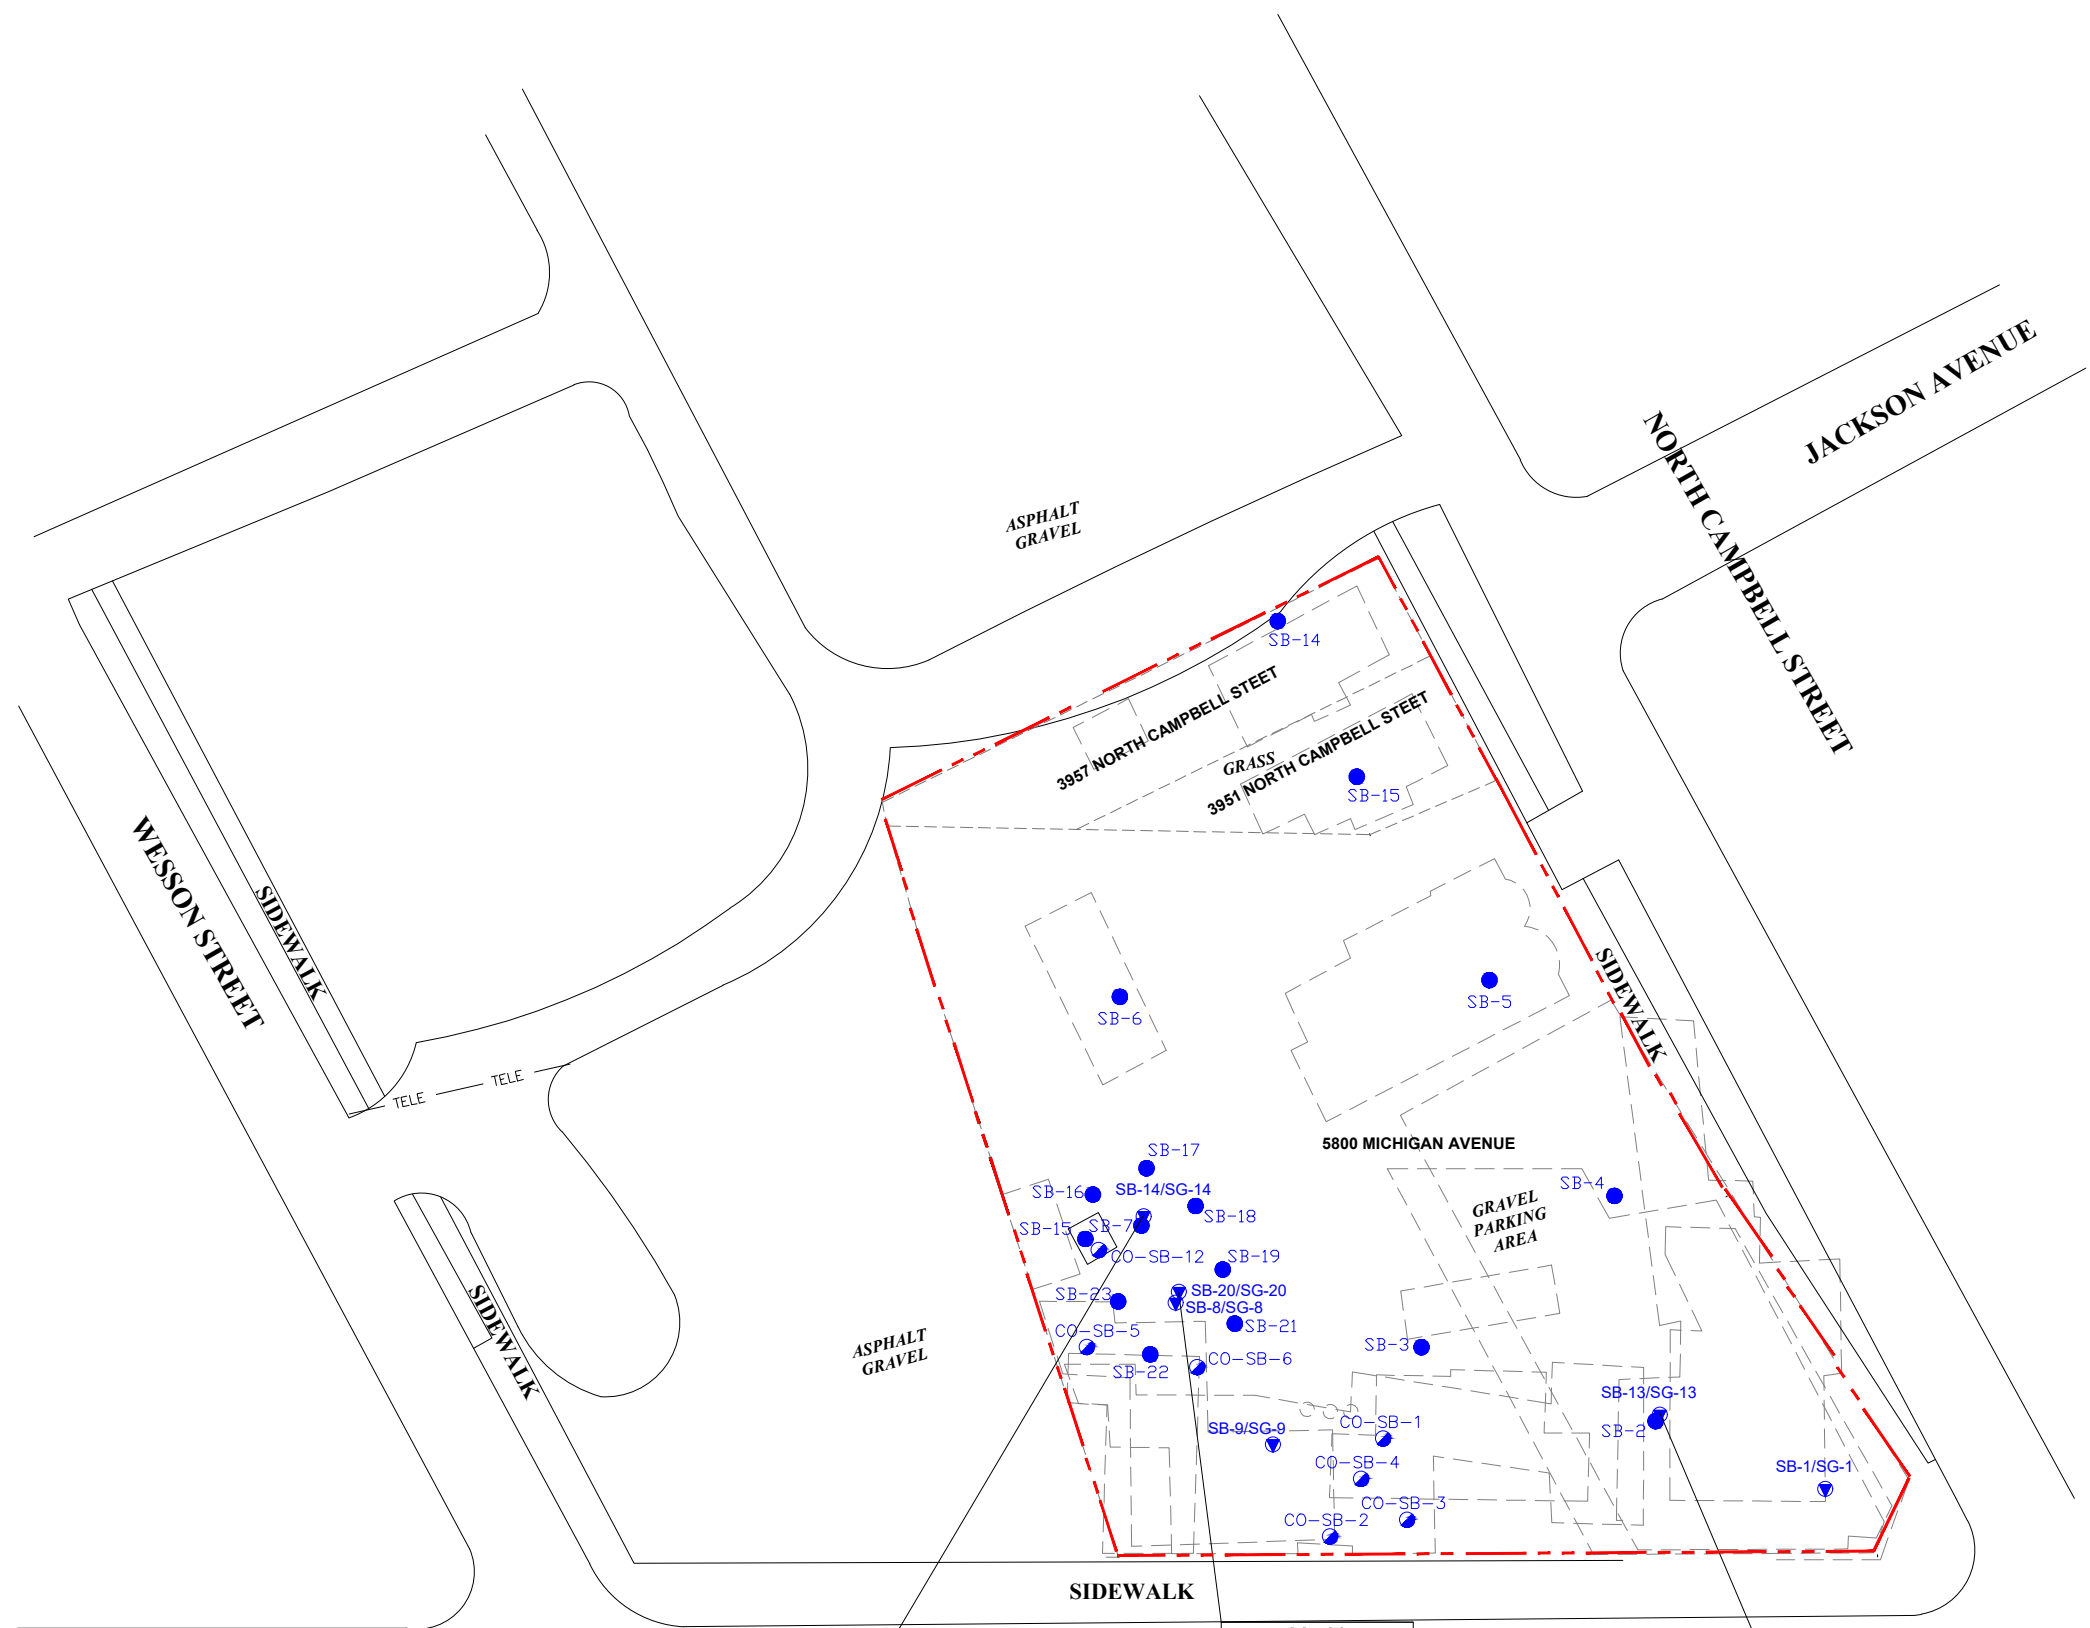 JACKSON AVENUE
NORTH CAMPBELL STREET
ASPHALT
GRAVEL
SB-14
3957 NORTH CAMPBELL STEET
GRASS
3951 NORTH CAMPBELL STEET
SB-15
WESSON STREET
SIDEWALK
SIDEWALK
SB-5
SB-6
TELE
TELE
5800 MICHIGAN AVENUE
SB-17
SB-16
SB-14/SG-14
SB-4
GRAVEL
PARKING
AREA
SB-18
SB-15
SB-7
CO-SB-12
SB-19
SB-20/SG-20
SB-23
SB-8/SG-8
SB-21
SIDEWALK
CO-SB-5
ASPHALT
GRAVEL
SB-3
CO-SB-6
SB-22
SB-13/SG-13
CO-SB-1
SB-9/SG-9
SB-2
CO-SB-4
SB-1/SG-1
CO-SB-3
CO-SB-2
SIDEWALK